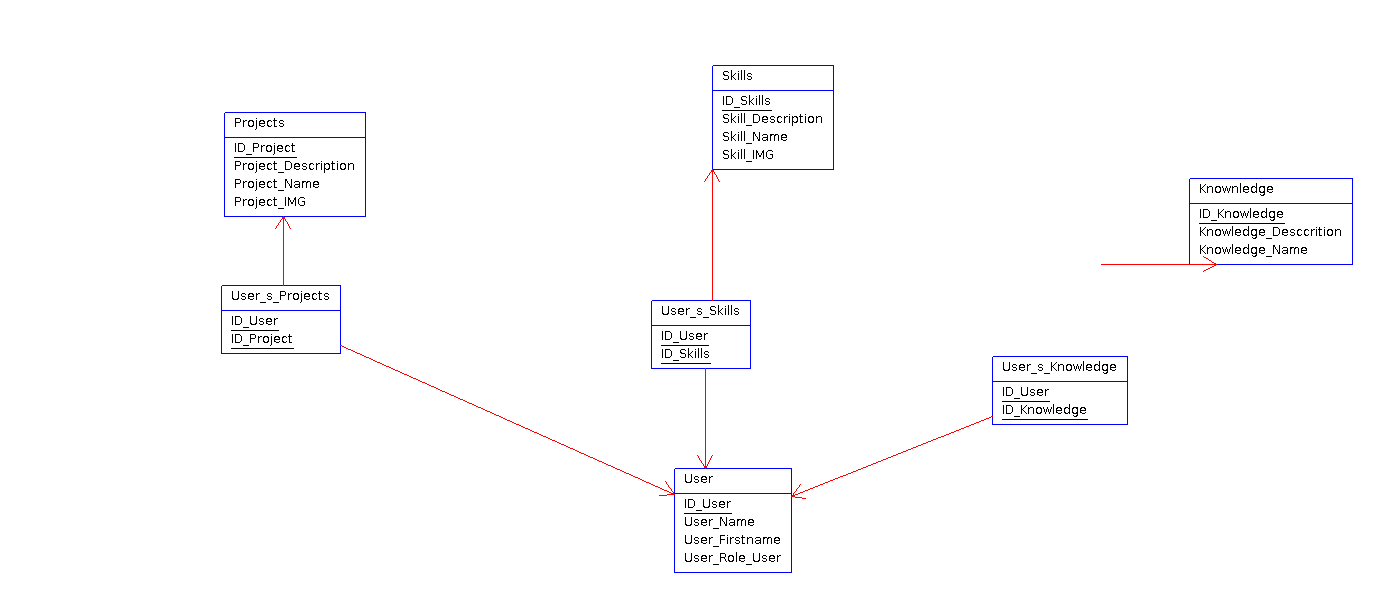 Projects
ID_Project
Project_Description
Project_Name
Project_IMG
Skills
ID_Skills
Skill_Description
Skill_Name
Skill_IMG
Knownledge
ID_Knowledge
Knowledge_Desccrition
Knowledge_Name
User_s_Projects
ID_User
ID_Project
User_s_Skills
ID_User
ID_Skills
User_s_Knowledge
ID_User
ID_Knowledge
User
ID_User
User_Name
User_Firstname
User_Role_User